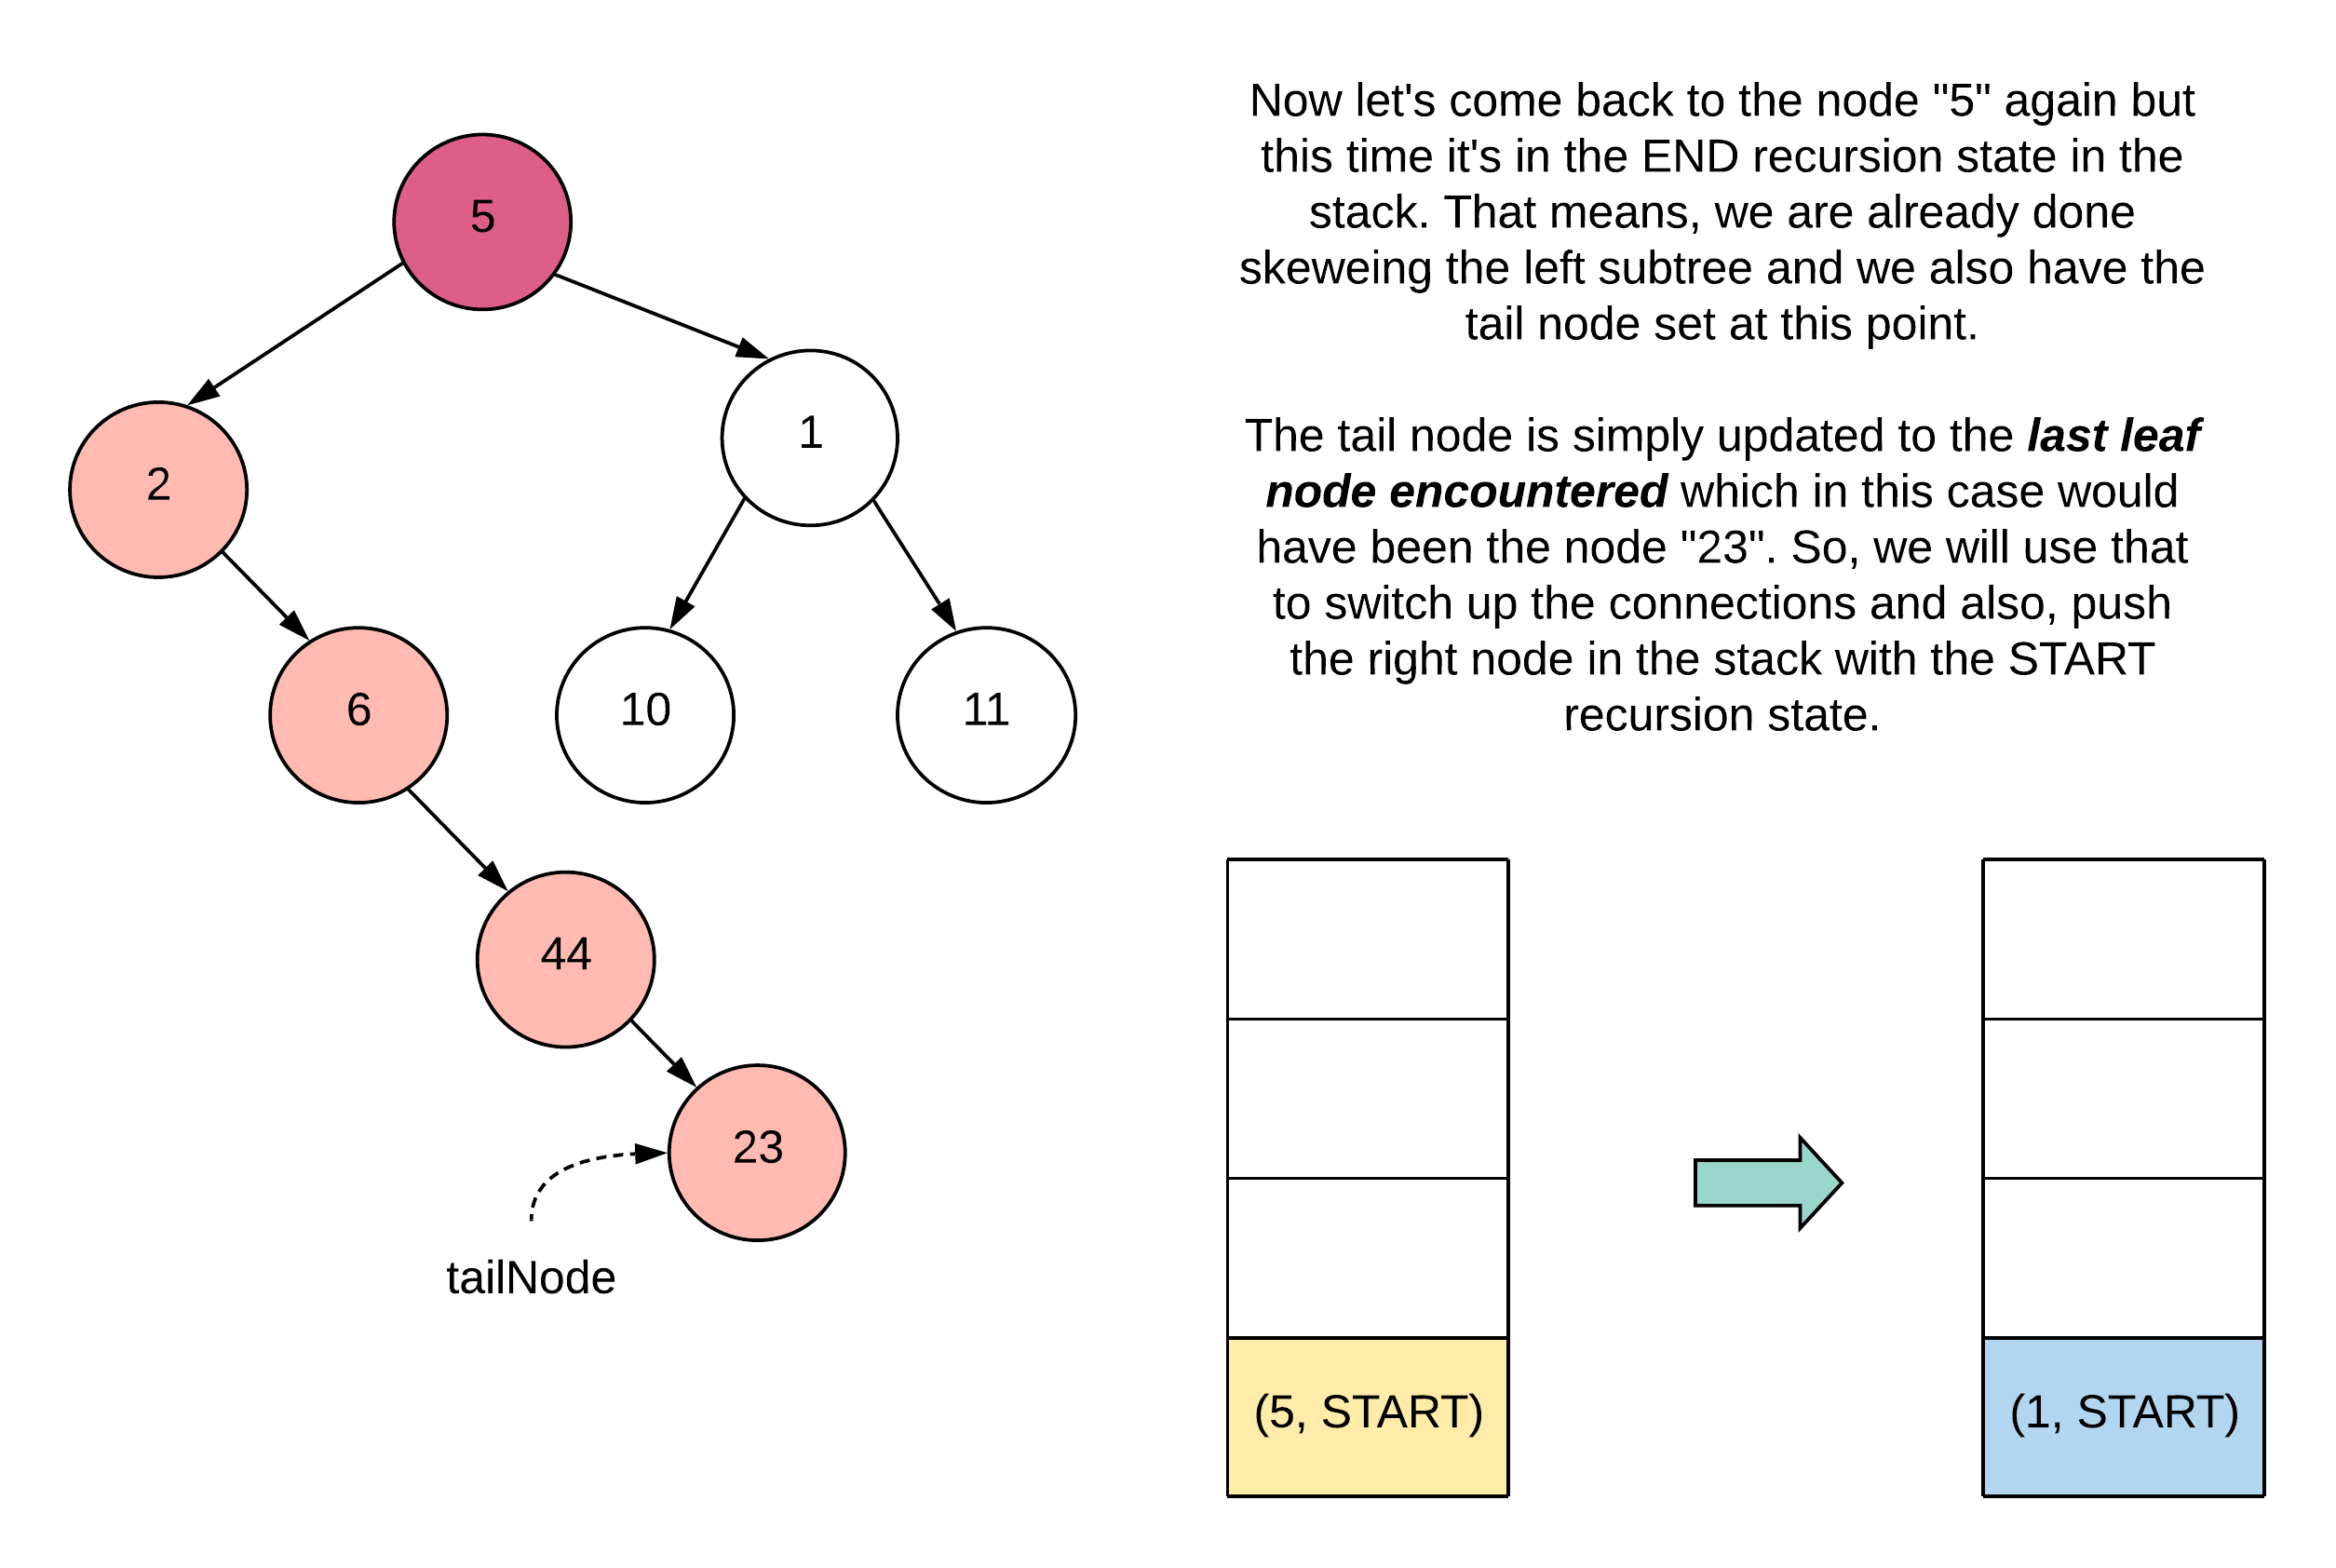 Now let's come back to the node "5" again but
this time it's in the END recursion state in the
stack. That means, we are already done
skeweing the left subtree and we also have the
tail node set at this point.
The tail node is simply updated to the last leaf
node encountered which in this case would
have been the node "23". So, we will use that
to switch up the connections and also, push
the right node in the stack with the START
recursion state.
5
2
1
6
10
11
44
23
tailNode
(5, START)
(1, START)